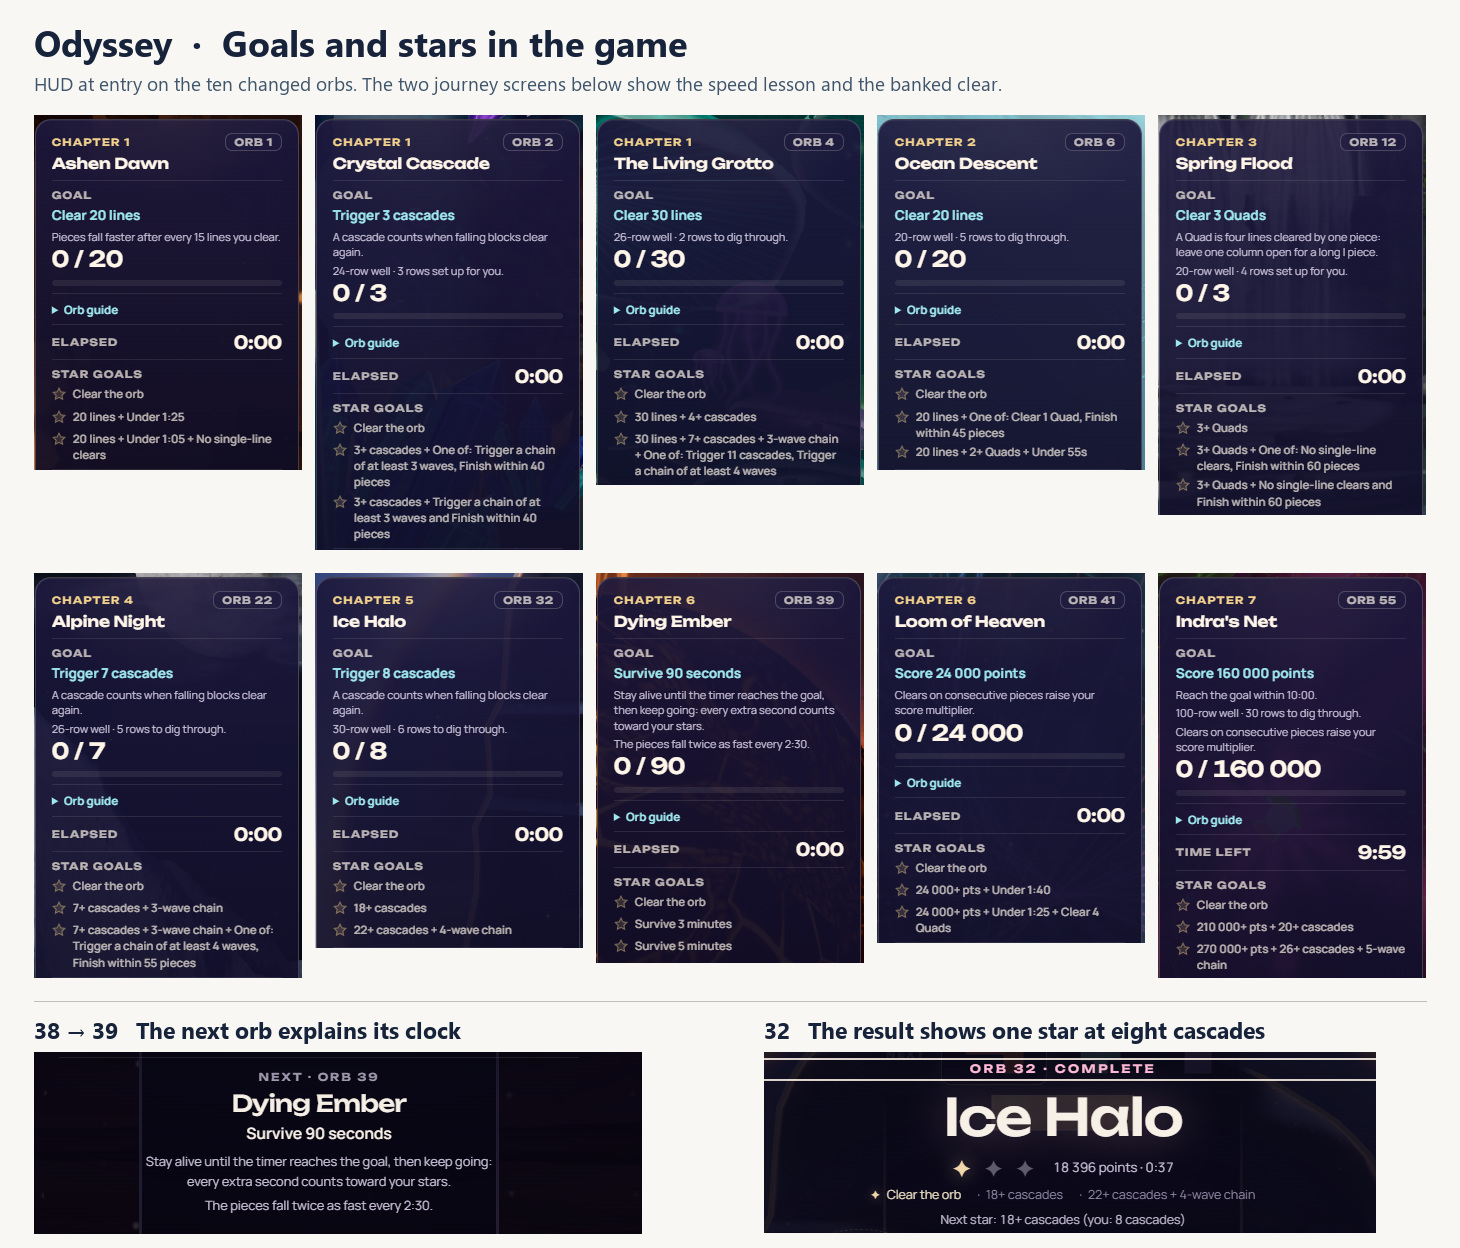 Odyssey · Goals and stars in the game
HUD at entry on the ten changed orbs. The two journey screens below show the speed lesson and the banked clear.
CHAPTER 1
ORB 1
Ashen Dawn
GOAL
Clear 20 lines
Pieces fall faster after every 15 lines you clear.
0 / 20
▸ Orb guide
ELAPSED
0:00
STAR GOALS
Clear the orb
20 lines + Under 1:25
20 lines + Under 1:05 + No single-line
clears
CHAPTER 1
ORB 2
Crystal Cascade
GOAL
Trigger 3 cascades
A cascade counts when falling blocks clear
again.
24-row well · 3 rows set up for you.
0 / 3
▸ Orb guide
ELAPSED
0:00
STAR GOALS
Clear the orb
3+ cascades + One of: Trigger a chain
of at least 3 waves, Finish within 40
pieces
3+ cascades + Trigger a chain of at
least 3 waves and Finish within 40
pieces
CHAPTER 1
ORB 4
The Living Grotto
GOAL
Clear 30 lines
26-row well · 2 rows to dig through.
0 / 30
▸ Orb guide
ELAPSED
0:00
STAR GOALS
Clear the orb
30 lines + 4+ cascades
30 lines + 7+ cascades + 3-wave chain
+ One of: Trigger 11 cascades, Trigger
a chain of at least 4 waves
CHAPTER 2
ORB 6
Ocean Descent
GOAL
Clear 20 lines
20-row well · 5 rows to dig through.
0 / 20
▸ Orb guide
ELAPSED
0:00
STAR GOALS
Clear the orb
20 lines + One of: Clear 1 Quad, Finish
within 45 pieces
20 lines + 2+ Quads + Under 55s
CHAPTER 3
ORB 12
Spring Flood
GOAL
Clear 3 Quads
A Quad is four lines cleared by one piece:
leave one column open for a long I piece.
20-row well · 4 rows set up for you.
0 / 3
▸ Orb guide
ELAPSED
0:00
STAR GOALS
3+ Quads
3+ Quads + One of: No single-line
clears, Finish within 60 pieces
3+ Quads + No single-line clears and
Finish within 60 pieces
CHAPTER 4
ORB 22
Alpine Night
GOAL
Trigger 7 cascades
A cascade counts when falling blocks clear
again.
26-row well · 5 rows to dig through.
0 / 7
▸ Orb guide
ELAPSED
0:00
STAR GOALS
Clear the orb
7+ cascades + 3-wave chain
7+ cascades + 3-wave chain + One of:
Trigger a chain of at least 4 waves,
Finish within 55 pieces
CHAPTER 5
ORB 32
Ice Halo
GOAL
Trigger 8 cascades
A cascade counts when falling blocks clear
again.
30-row well · 6 rows to dig through.
0 / 8
▸ Orb guide
ELAPSED
0:00
STAR GOALS
Clear the orb
18+ cascades
22+ cascades + 4-wave chain
CHAPTER 6
ORB 39
Dying Ember
GOAL
Survive 90 seconds
Stay alive until the timer reaches the goal,
then keep going: every extra second counts
toward your stars.
The pieces fall twice as fast every 2:30.
0 / 90
▸ Orb guide
ELAPSED
0:00
STAR GOALS
Clear the orb
Survive 3 minutes
Survive 5 minutes
CHAPTER 6
ORB 41
Loom of Heaven
GOAL
Score 24 000 points
Clears on consecutive pieces raise your
score multiplier.
0 / 24 000
▸ Orb guide
ELAPSED
0:00
STAR GOALS
Clear the orb
24 000+ pts + Under 1:40
24 000+ pts + Under 1:25 + Clear 4
Quads
CHAPTER 7
ORB 55
Indra's Net
GOAL
Score 160 000 points
Reach the goal within 10:00.
100-row well · 30 rows to dig through.
Clears on consecutive pieces raise your
score multiplier.
0 / 160 000
▸ Orb guide
TIME LEFT
9:59
STAR GOALS
Clear the orb
210 000+ pts + 20+ cascades
270 000+ pts + 26+ cascades + 5-wave
chain
38 → 39 The next orb explains its clock
NEXT · ORB 39
Dying Ember
Survive 90 seconds
Stay alive until the timer reaches the goal, then keep going:
every extra second counts toward your stars.
The pieces fall twice as fast every 2:30.
32 The result shows one star at eight cascades
ORB 32 · COMPLETE
Ice Halo
18 396 points · 0:37
✦ Clear the orb · 18+ cascades · 22+ cascades + 4-wave chain
Next star: 18+ cascades (you: 8 cascades)